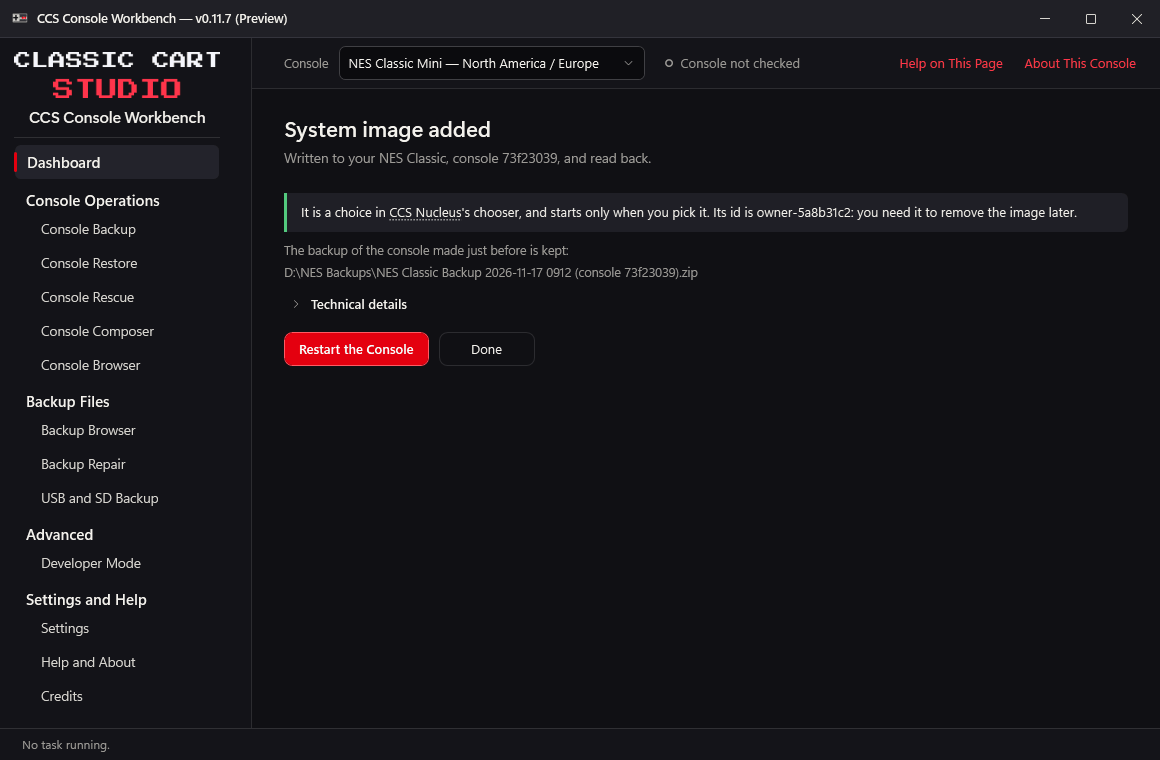 CCS Console Workbench — v0.11.7 (Preview)
CLASSIC CART
STUDIO
CCS Console Workbench
Dashboard
Console Operations
Console Backup
Console Restore
Console Rescue
Console Composer
Console Browser
Backup Files
Backup Browser
Backup Repair
USB and SD Backup
Advanced
Developer Mode
Settings and Help
Settings
Help and About
Credits
Console
NES Classic Mini — North America / Europe
Console not checked
Help on This Page
About This Console
System image added
Written to your NES Classic, console 73f23039, and read back.
It is a choice in CCS Nucleus's chooser, and starts only when you pick it. Its id is owner-5a8b31c2: you need it to remove the image later.
The backup of the console made just before is kept:
D:\NES Backups\NES Classic Backup 2026-11-17 0912 (console 73f23039).zip
Technical details
Restart the Console
Done
No task running.